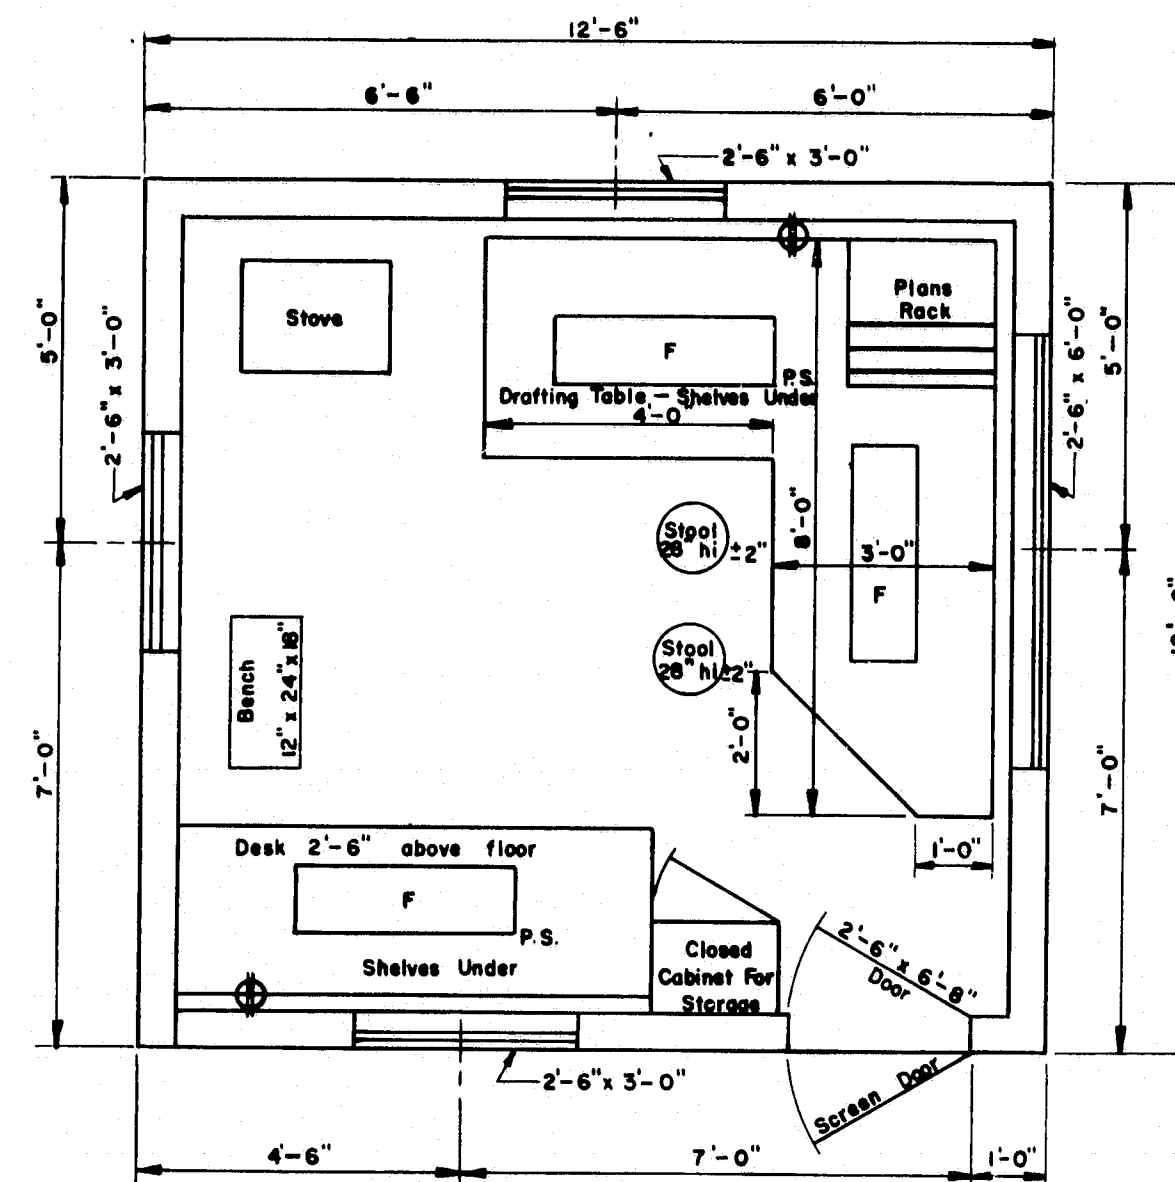 12'-6"
6'-6"
6'-0"
2'-6" x 3'-0"
5'-0"
2'-6" x 3'-0"
Stove
Plans
Rack
F
P.S.
Drafting Table – Shelves Under
4'-0"
2'-6" x 6'-0"
5'-0"
Stool
28" hi ±2"
8'-0"
3'-0"
F
Stool
28" hi ±2"
2'-0"
Bench
12" x 24" x 18"
7'-0"
7'-0"
1'-0"
Desk 2'-6" above floor
F
P.S.
Shelves Under
Closed
Cabinet For
Storage
2'-6" x 6'-8"
Door
Screen Door
2'-6" x 3'-0"
4'-6"
7'-0"
1'-0"